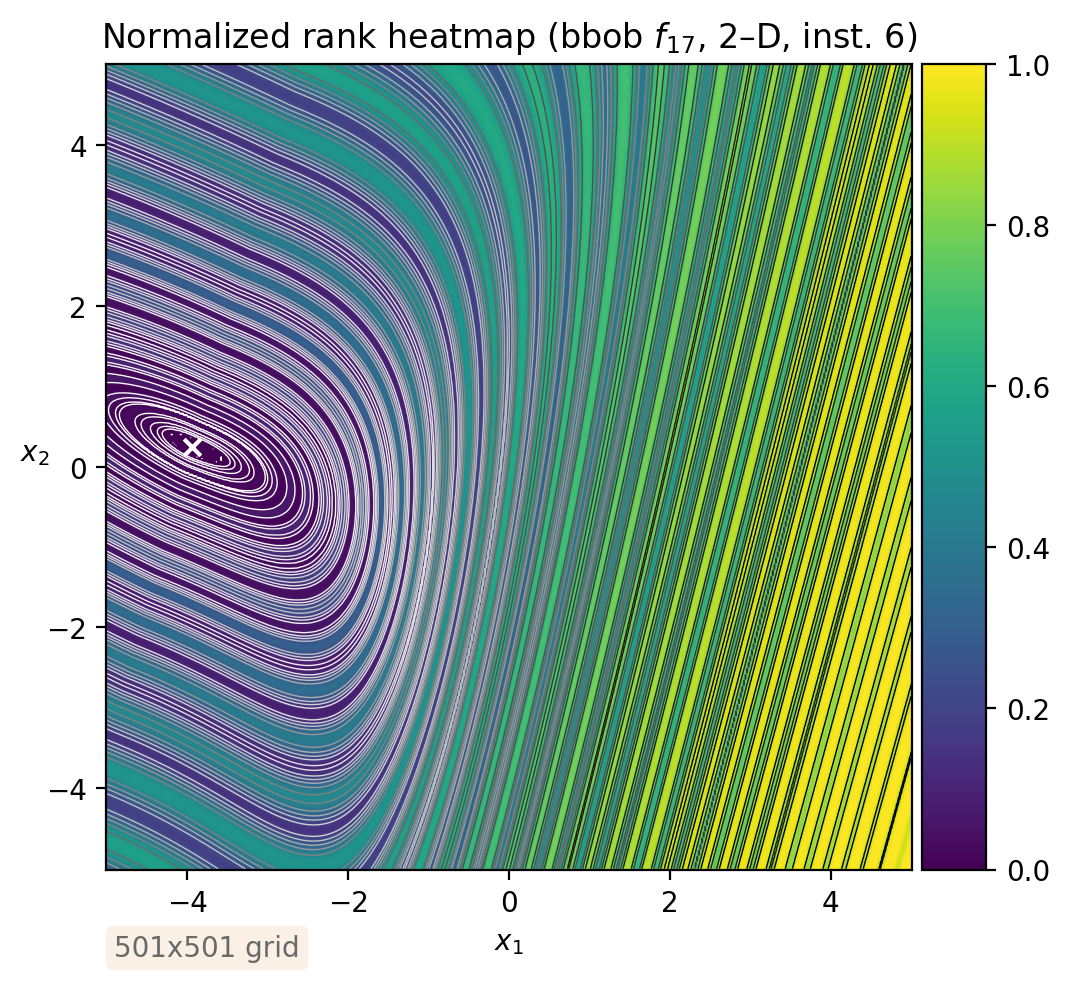 Normalized rank heatmap (bbob f₁₇, 2–D, inst. 6)
1.0
4
0.8
2
0.6
x₂
0
0.4
−2
0.2
−4
0.0
−4 −2 0 2 4
x₁
501x501 grid